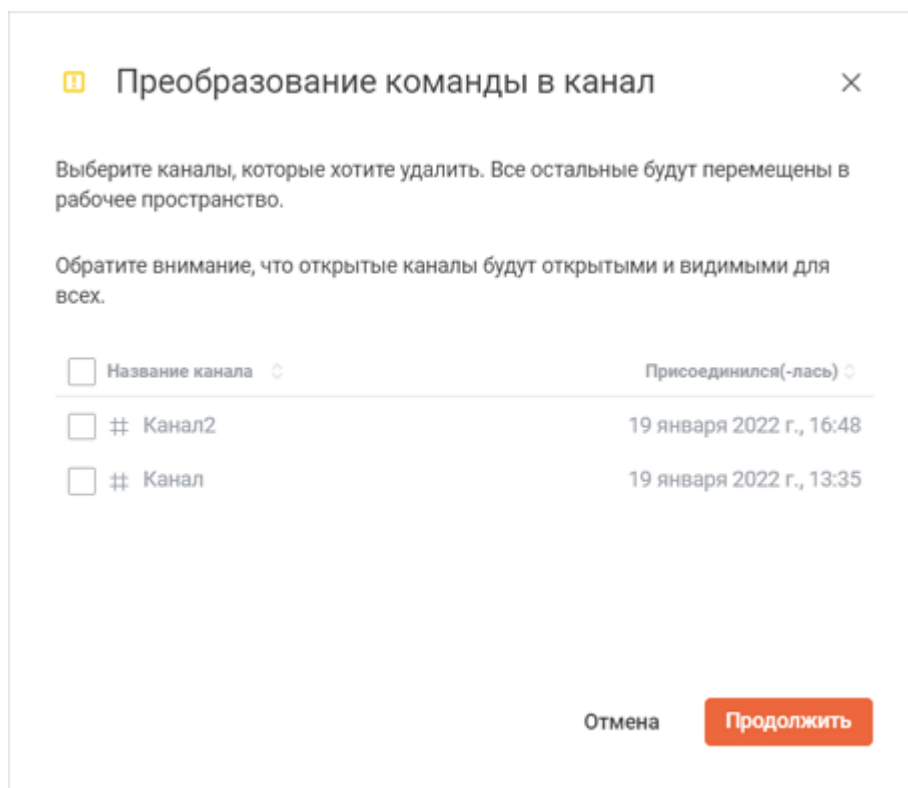 Преобразование команды в канал
Выберите каналы, которые хотите удалить. Все остальные будут перемещены в
рабочее пространство.
Обратите внимание, что открытые каналы будут открытыми и видимыми для
всех.
Название канала Присоединился(-лась)
# Канал2 19 января 2022 г., 16:48
# Канал 19 января 2022 г., 13:35
Отмена Продолжить